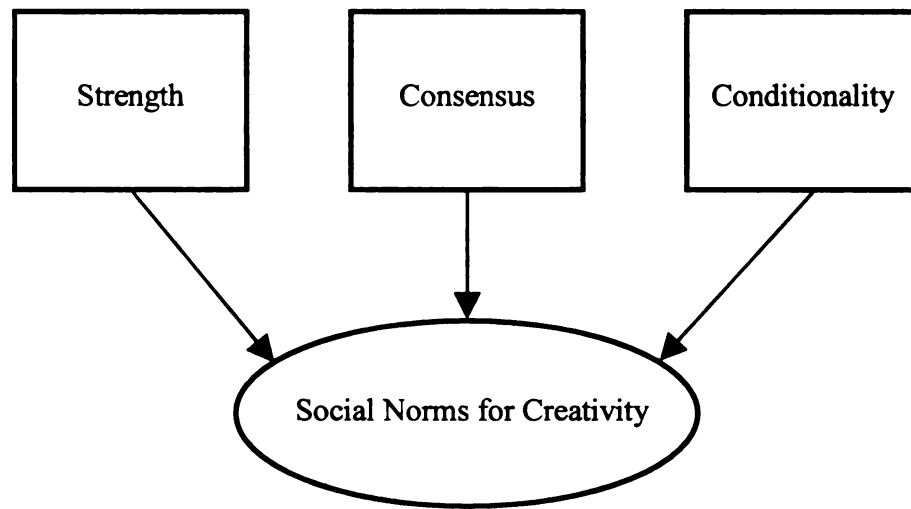 Strength
Consensus
Conditionality
Social Norms for Creativity